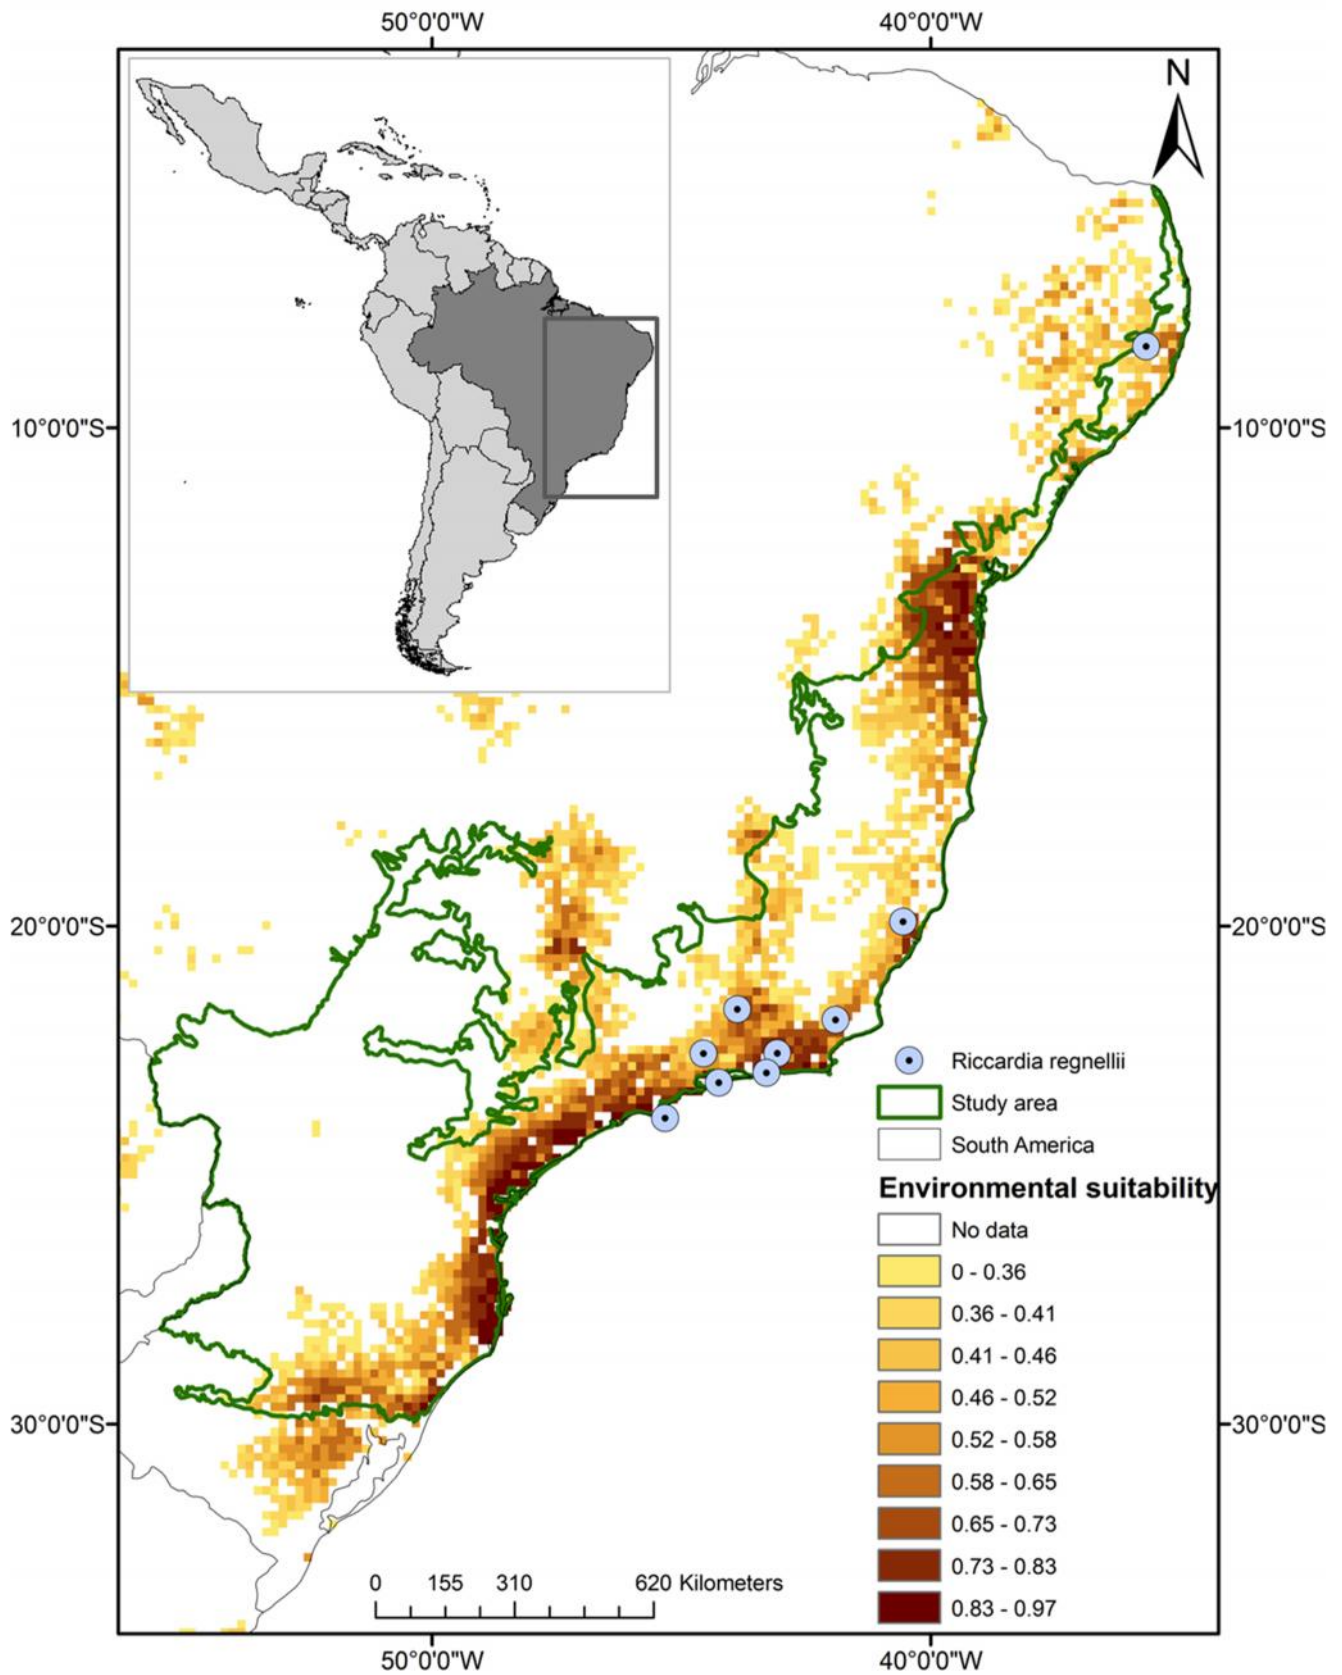 50°0'0"W 40°0'0"W
N
10°0'0"S 10°0'0"S
20°0'0"S 20°0'0"S
Riccardia regnellii
Study area
South America
Environmental suitability
No data
0 - 0.36
0.36 - 0.41
0.41 - 0.46
0.46 - 0.52
30°0'0"S 30°0'0"S
0.52 - 0.58
0.58 - 0.65
0.65 - 0.73
0.73 - 0.83
0.83 - 0.97
0 155 310 620 Kilometers
50°0'0"W 40°0'0"W